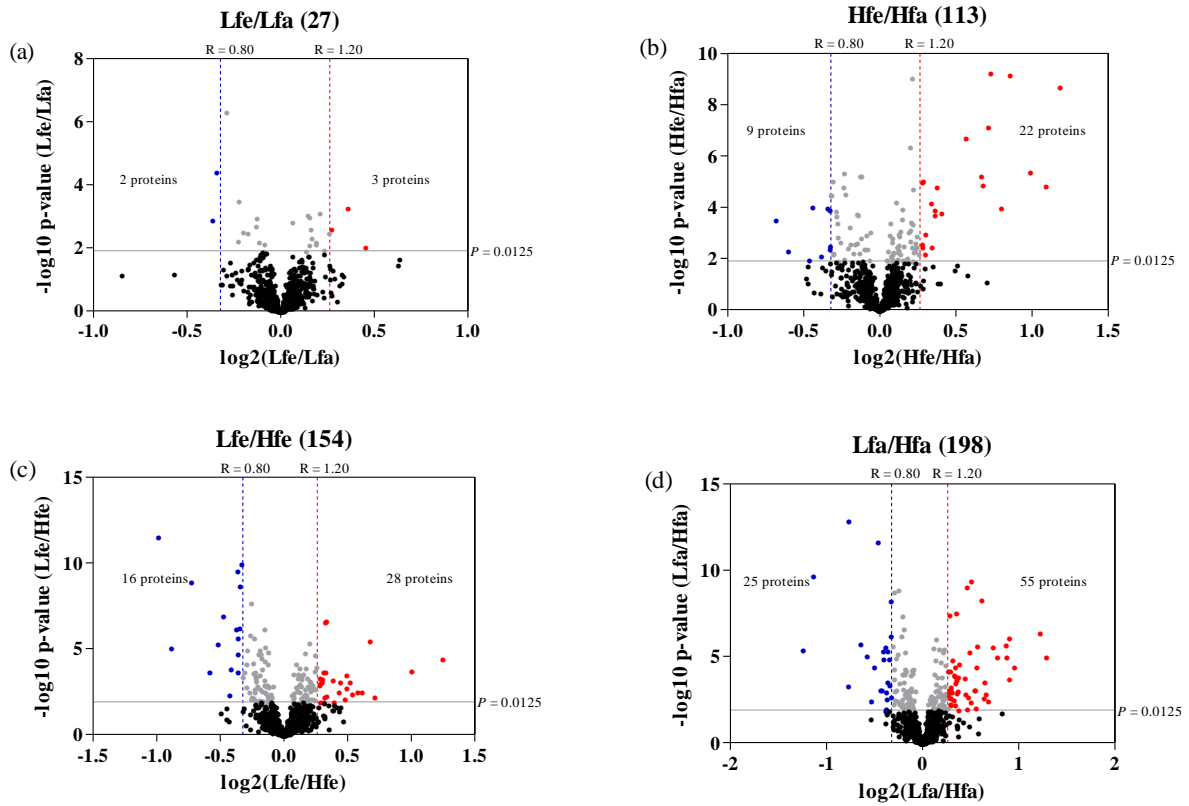 Lfe/Lfa (27)
(a)
R = 0.80
R = 1.20
8
6
4
2
0
-log10 p-value (Lfe/Lfa)
2 proteins
3 proteins
P = 0.0125
-1.0
-0.5
0.0
0.5
1.0
log2(Lfe/Lfa)
Hfe/Hfa (113)
(b)
R = 0.80
R = 1.20
10
8
6
4
2
0
-log10 p-value (Hfe/Hfa)
9 proteins
22 proteins
P = 0.0125
-1.0
-0.5
0.0
0.5
1.0
1.5
log2(Hfe/Hfa)
Lfe/Hfe (154)
(c)
R = 0.80
R = 1.20
15
10
5
0
-log10 p-value (Lfe/Hfe)
16 proteins
28 proteins
P = 0.0125
-1.5
-1.0
-0.5
0.0
0.5
1.0
1.5
log2(Lfe/Hfe)
Lfa/Hfa (198)
(d)
R = 0.80
R = 1.20
15
10
5
0
-log10 p-value (Lfa/Hfa)
25 proteins
55 proteins
P = 0.0125
-2
-1
0
1
2
log2(Lfa/Hfa)